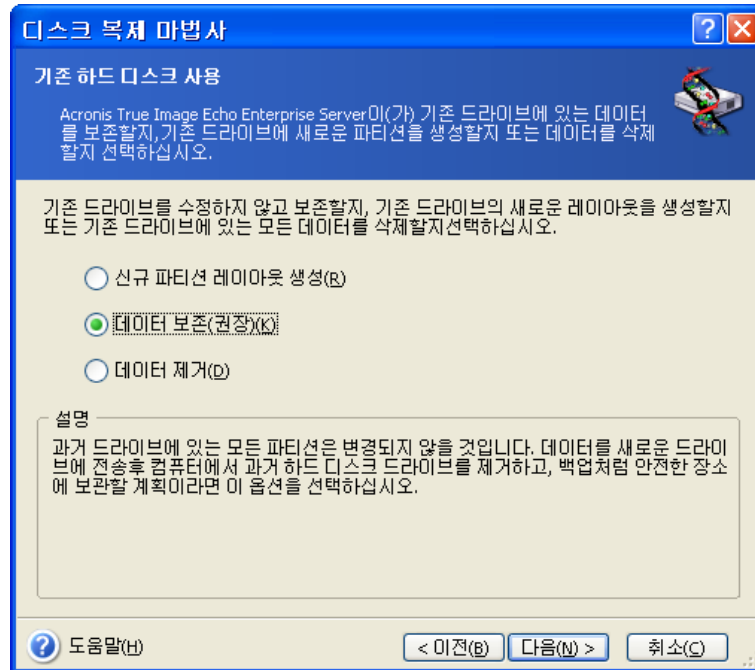 디스크 복제 마법사
기존 하드 디스크 사용
Acronis True Image Echo Enterprise Server이(가) 기존 드라이브에 있는 데이터
를 보존할지,기존 드라이브에 새로운 파티션을 생성할지 또는 데이터를 삭제
할지 선택하십시오.
기존 드라이브를 수정하지 않고 보존할지, 기존 드라이브의 새로운 레이아웃을 생성할지
또는 기존 드라이브에 있는 모든 데이터를 삭제할지선택하십시오.
신규 파티션 레이아웃 생성(R)
데이터 보존(권장)(K)
데이터 제거(D)
설명
과거 드라이브에 있는 모든 파티션은 변경되지 않을 것입니다. 데이터를 새로운 드라이
브에 전송후 컴퓨터에서 과거 하드 디스크 드라이브를 제거하고, 백업처럼 안전한 장소
에 보관할 계획이라면 이 옵션을 선택하십시오.
도움말(H)
< 이전(B)
다음(N) >
취소(C)